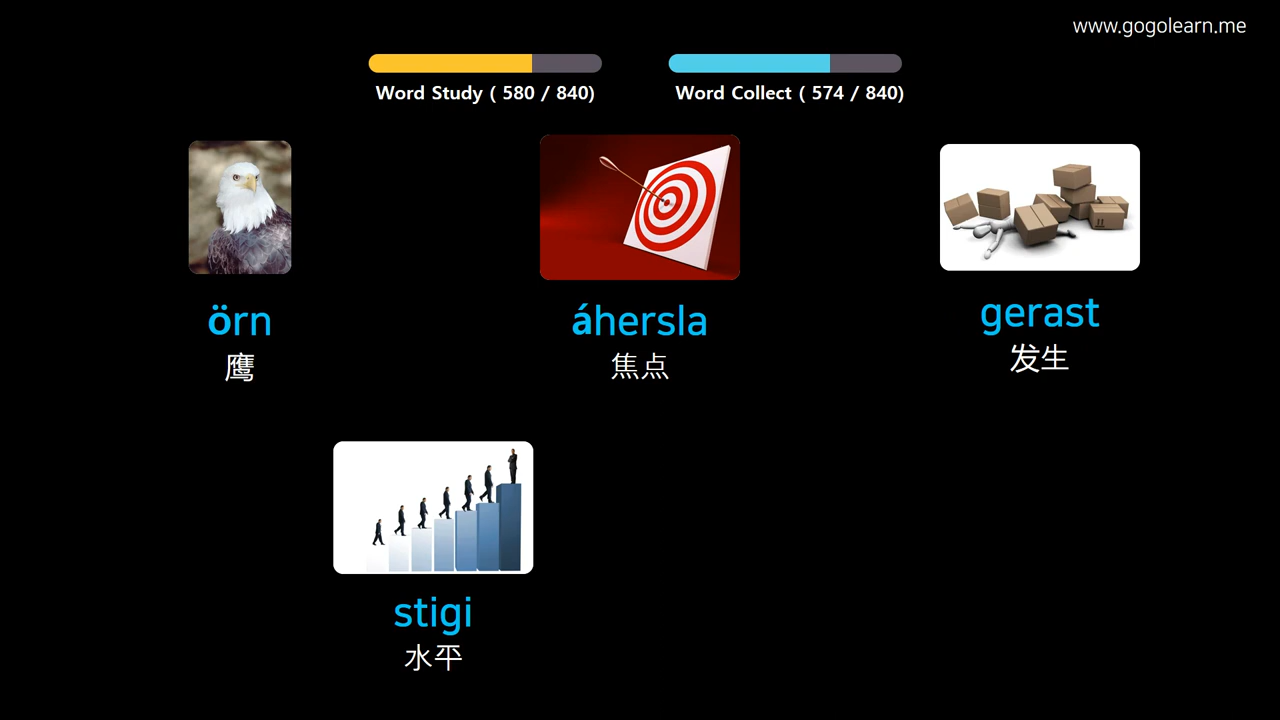 www.gogolearn.me
Word Study ( 580 / 840)
Word Collect ( 574 / 840)
örn
鹰
áhersla
焦点
gerast
发生
stigi
水平